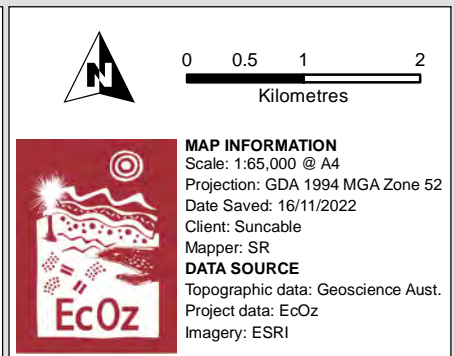 N
0 0.5 1 2
Kilometres
MAP INFORMATION
Scale: 1:65,000 @ A4
Projection: GDA 1994 MGA Zone 52
Date Saved: 16/11/2022
Client: Suncable
Mapper: SR
DATA SOURCE
Topographic data: Geoscience Aust.
Project data: EcOz
Imagery: ESRI
EcOz